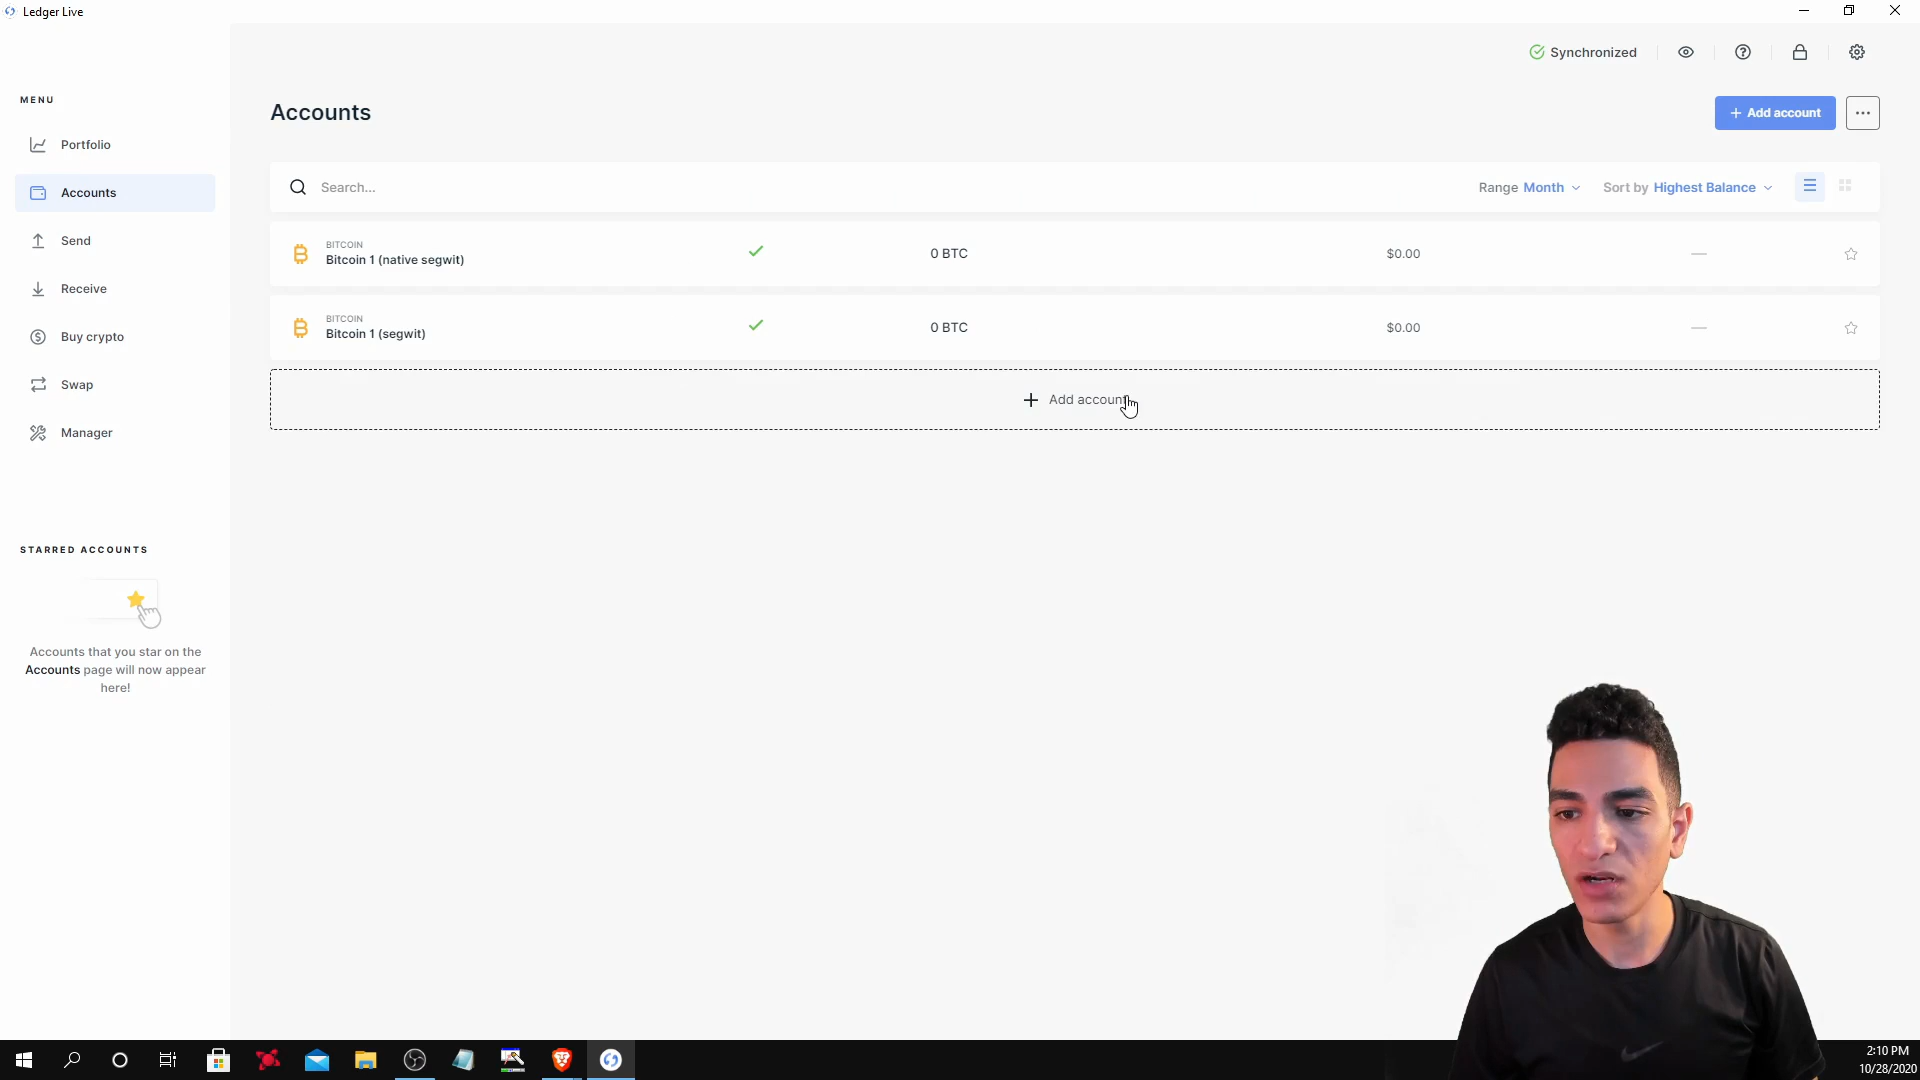 Ledger Live
Synchronized
MENU
Accounts
+ Add account
Portfolio
Accounts
Search...
Range Month
Sort by Highest Balance
Send
BITCOIN
Bitcoin 1 (native segwit)
0 BTC
$0.00
—
Receive
BITCOIN
Bitcoin 1 (segwit)
0 BTC
$0.00
—
Buy crypto
Swap
+ Add account
Manager
STARRED ACCOUNTS
Accounts that you star on the
Accounts page will now appear
here!
2:10 PM
10/28/2020